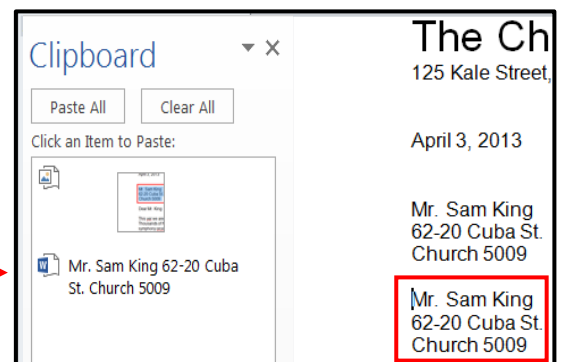 Clipboard
Paste All
Clear All
Click an Item to Paste:
Mr. Sam King 62-20 Cuba
St. Church 5009
The Ch
125 Kale Street,
April 3, 2013
Mr. Sam King
62-20 Cuba St.
Church 5009
Mr. Sam King
62-20 Cuba St.
Church 5009